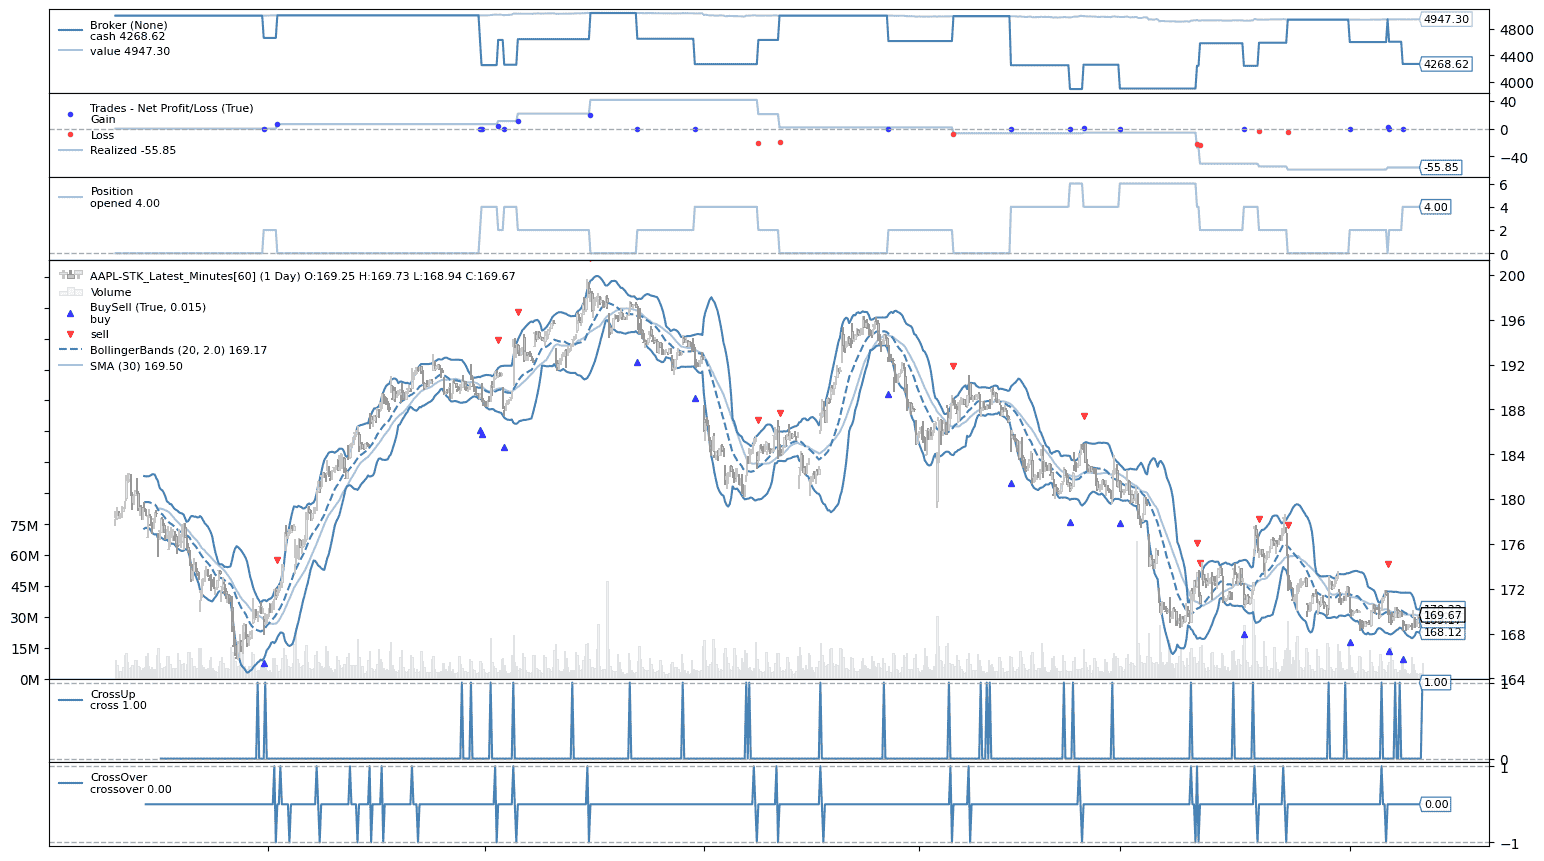 Broker (None)
cash 4268.62
value 4947.30
4947.30
4800
4400
4268.62
4000
Trades - Net Profit/Loss (True)
Gain
Loss
Realized -55.85
40
0
−40
-55.85
Position
opened 4.00
6
4
4.00
2
0
AAPL-STK_Latest_Minutes[60] (1 Day) O:169.25 H:169.73 L:168.94 C:169.67
Volume
BuySell (True, 0.015)
buy
sell
BollingerBands (20, 2.0) 169.17
SMA (30) 169.50
200
196
192
188
184
180
176
172
168
164
75M
60M
45M
30M
15M
0M
169.67
168.12
CrossUp
cross 1.00
1.00
1
0
CrossOver
crossover 0.00
1
0.00
−1